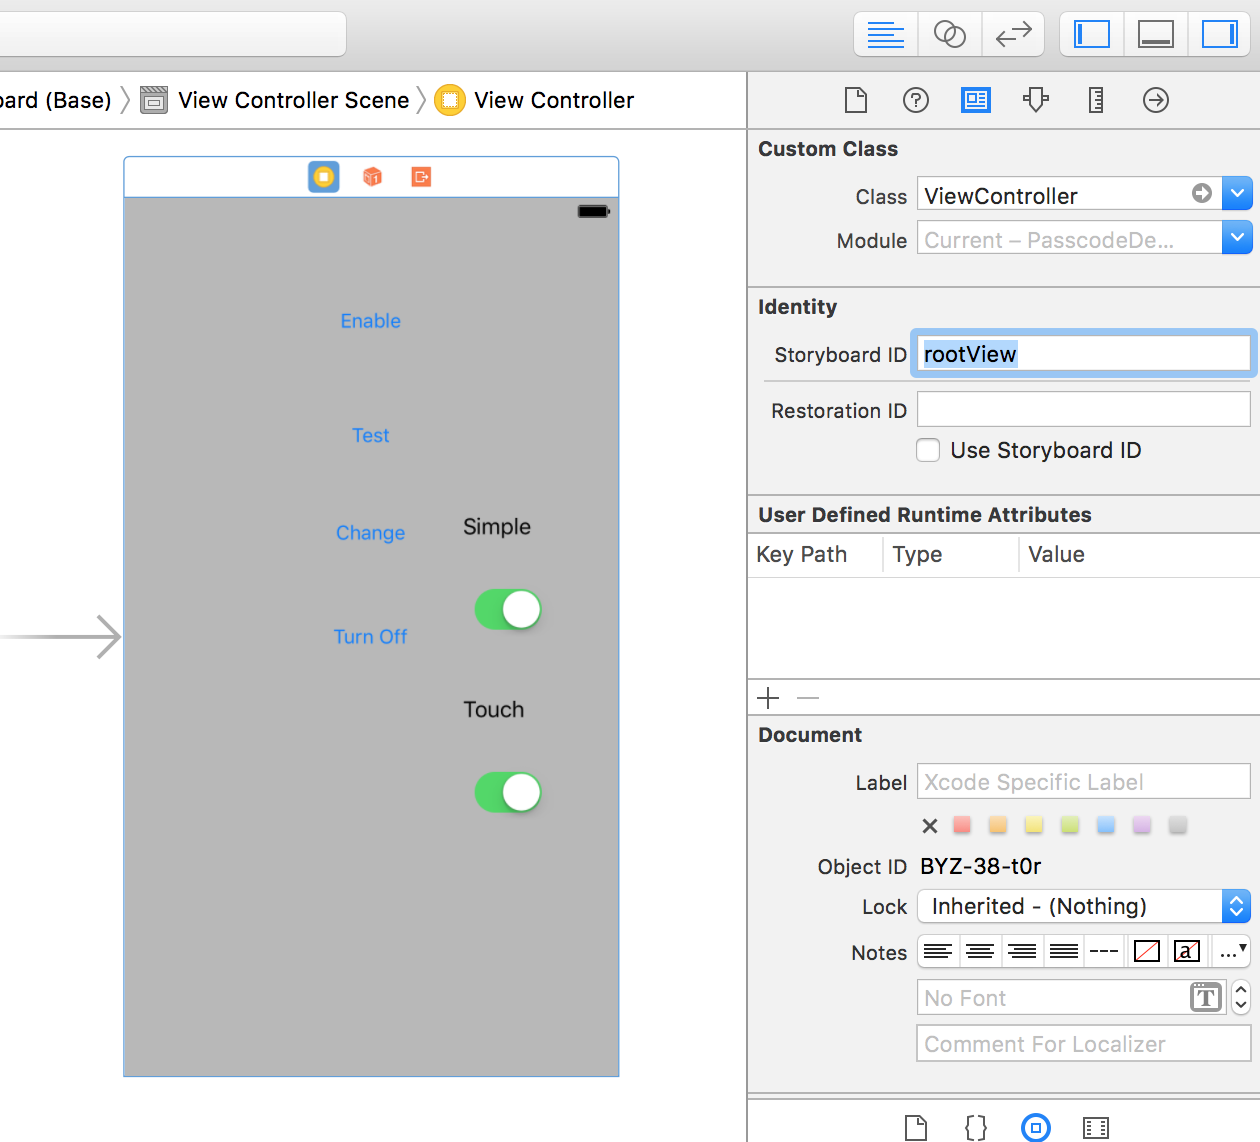 oard (Base) View Controller Scene View Controller
Custom Class
Class ViewController
Module Current – PasscodeDe...
Identity
Storyboard ID rootView
Restoration ID
Use Storyboard ID
User Defined Runtime Attributes
Key Path Type Value
Document
Label Xcode Specific Label
Object ID BYZ-38-t0r
Lock Inherited - (Nothing)
Notes
a
...
No Font T
Comment For Localizer
1
Enable
Test
Change
Simple
Turn Off
Touch